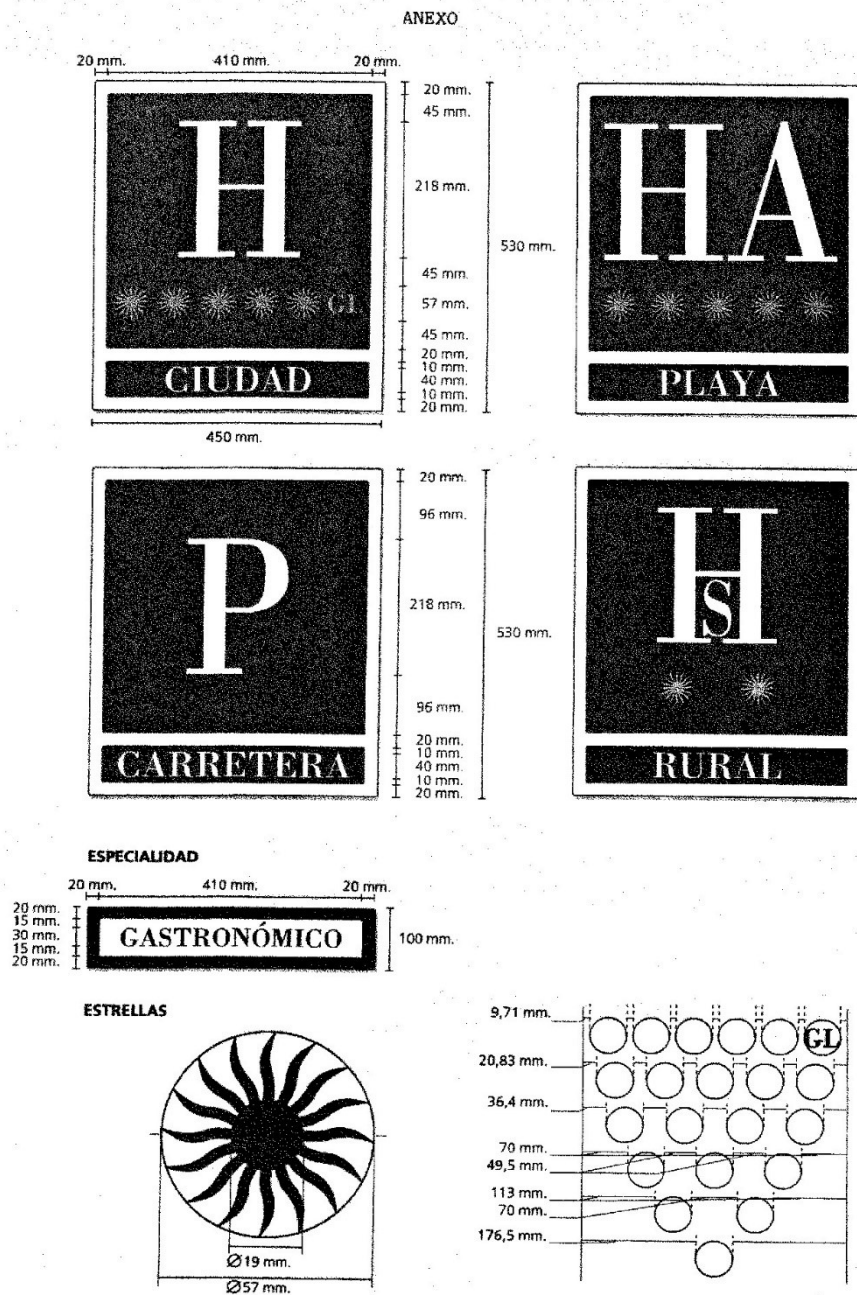 ANEXO
20 mm. 410 mm. 20 mm.
20 mm.
45 mm.
218 mm.
45 mm.
57 mm.
45 mm.
20 mm.
10 mm.
40 mm.
10 mm.
20 mm.
530 mm.
H
GL
CIUDAD
450 mm.
HA
PLAYA
P
CARRETERA
20 mm.
96 mm.
218 mm.
96 mm.
20 mm.
10 mm.
40 mm.
10 mm.
20 mm.
530 mm.
H
S
RURAL
ESPECIALIDAD
20 mm. 410 mm. 20 mm.
20 mm.
15 mm.
30 mm.
15 mm.
20 mm.
GASTRONÓMICO
100 mm.
ESTRELLAS
Ø19 mm.
Ø57 mm.
9,71 mm.
GL
20,83 mm.
36,4 mm.
70 mm.
49,5 mm.
113 mm.
70 mm.
176,5 mm.